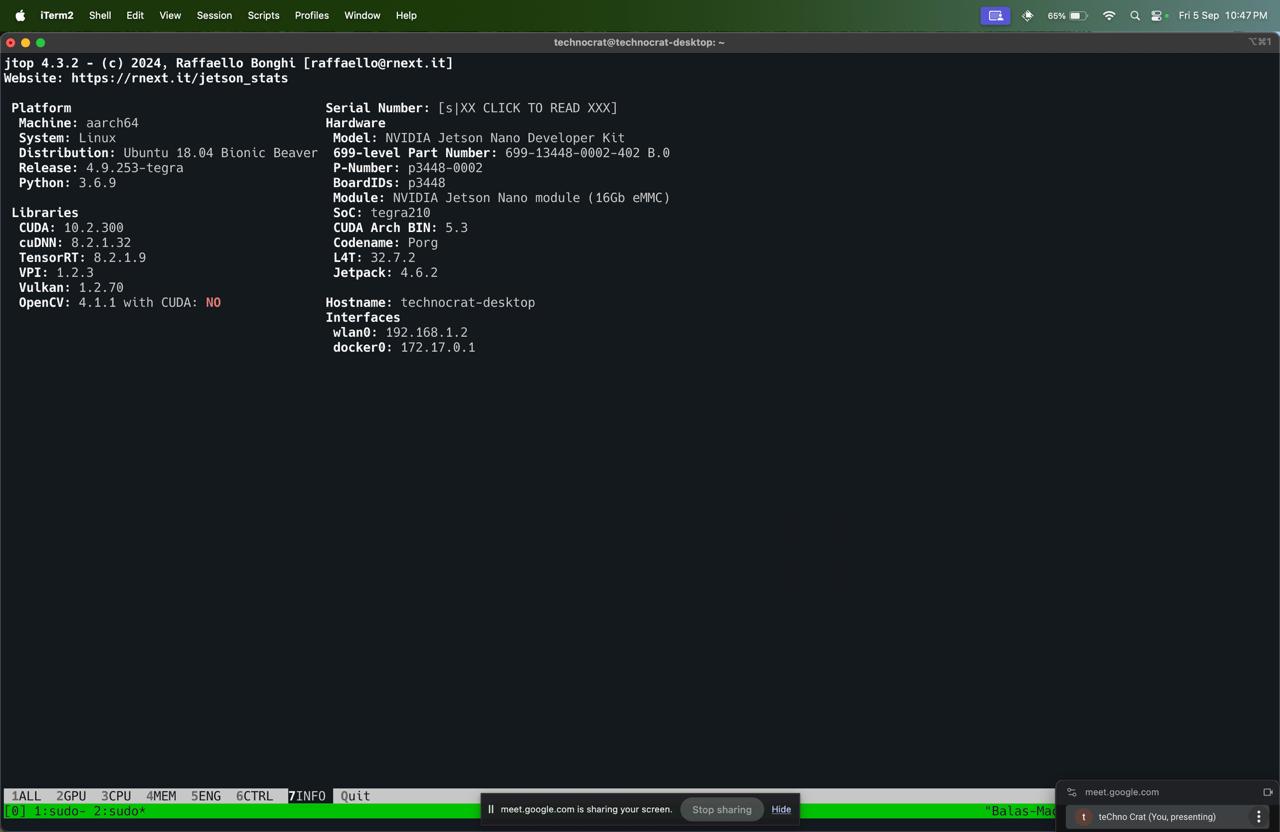 iTerm2 Shell Edit View Session Scripts Profiles Window Help 65% Fri 5 Sep 10:47 PM
technocrat@technocrat-desktop: ~ ⌥⌘1
jtop 4.3.2 - (c) 2024, Raffaello Bonghi [raffaello@rnext.it]
Website: https://rnext.it/jetson_stats
Platform
Machine: aarch64
System: Linux
Distribution: Ubuntu 18.04 Bionic Beaver
Release: 4.9.253-tegra
Python: 3.6.9
Libraries
CUDA: 10.2.300
cuDNN: 8.2.1.32
TensorRT: 8.2.1.9
VPI: 1.2.3
Vulkan: 1.2.70
OpenCV: 4.1.1 with CUDA: NO
Serial Number: [s|XX CLICK TO READ XXX]
Hardware
Model: NVIDIA Jetson Nano Developer Kit
699-level Part Number: 699-13448-0002-402 B.0
P-Number: p3448-0002
BoardIDs: p3448
Module: NVIDIA Jetson Nano module (16Gb eMMC)
SoC: tegra210
CUDA Arch BIN: 5.3
Codename: Porg
L4T: 32.7.2
Jetpack: 4.6.2
Hostname: technocrat-desktop
Interfaces
wlan0: 192.168.1.2
docker0: 172.17.0.1
1ALL 2GPU 3CPU 4MEM 5ENG 6CTRL 7INFO Quit
[0] 1:sudo- 2:sudo* "Balas-Mac
meet.google.com is sharing your screen. Stop sharing Hide
meet.google.com
t teChno Crat (You, presenting)